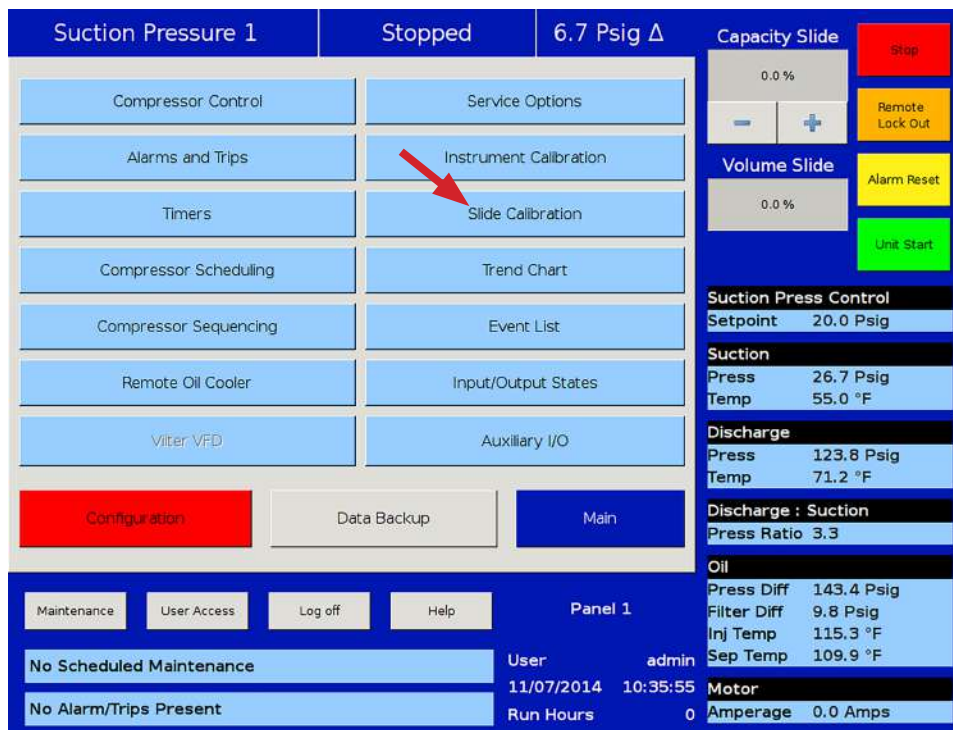 Suction Pressure 1
Stopped
6.7 Psig Δ
Compressor Control
Service Options
Alarms and Trips
Instrument Calibration
Timers
Slide Calibration
Compressor Scheduling
Trend Chart
Compressor Sequencing
Event List
Remote Oil Cooler
Input/Output States
Vilter VFD
Auxiliary I/O
Configuration
Data Backup
Main
Maintenance
User Access
Log off
Help
Panel 1
No Scheduled Maintenance
No Alarm/Trips Present
User admin
11/07/2014 10:35:55
Run Hours 0
Capacity Slide
0.0 %
− +
Volume Slide
0.0 %
Stop
Remote
Lock Out
Alarm Reset
Unit Start
Suction Press Control
Setpoint 20.0 Psig
Suction
Press 26.7 Psig
Temp 55.0 °F
Discharge
Press 123.8 Psig
Temp 71.2 °F
Discharge : Suction
Press Ratio 3.3
Oil
Press Diff 143.4 Psig
Filter Diff 9.8 Psig
Inj Temp 115.3 °F
Sep Temp 109.9 °F
Motor
Amperage 0.0 Amps